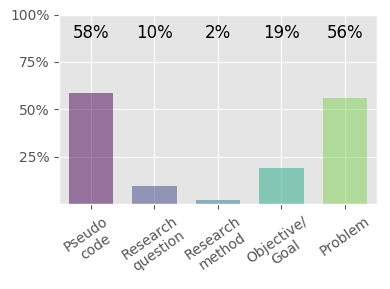 100%
75%
50%
25%
58%
10%
2%
19%
56%
Pseudo
code
Research
question
Research
method
Objective/
Goal
Problem